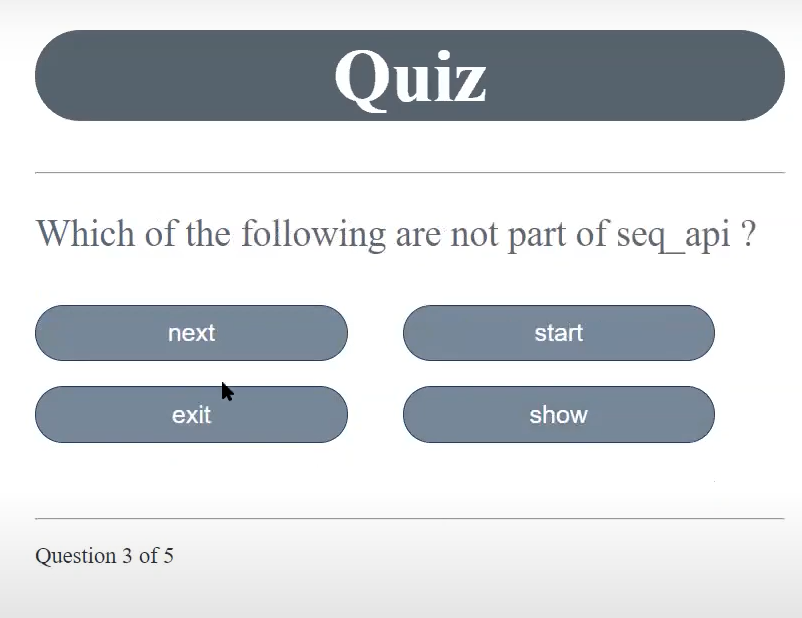 Quiz
Which of the following are not part of seq_api ?
next
start
exit
show
Question 3 of 5